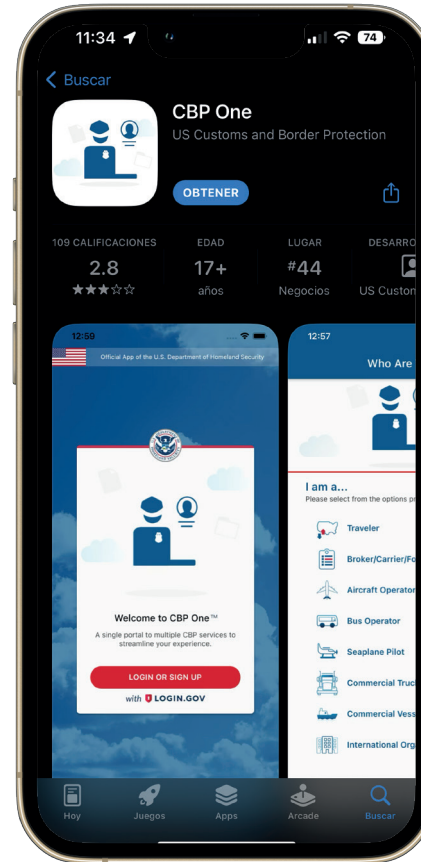 11:34
74
Buscar
CBP One
US Customs and Border Protection
OBTENER
109 CALIFICACIONES
EDAD
LUGAR
DESARRO
2.8
17+
#44
años
Negocios
US Custom
12:59
Official App of the U.S. Department of Homeland Security
Welcome to CBP One™
A single portal to multiple CBP services to
streamline your experience.
LOGIN OR SIGN UP
with LOGIN.GOV
12:57
Who Are
I am a...
Please select from the options pr
Traveler
Broker/Carrier/Fo
Aircraft Operator
Bus Operator
Seaplane Pilot
Commercial Truc
Commercial Vess
International Org
Hoy
Juegos
Apps
Arcade
Buscar